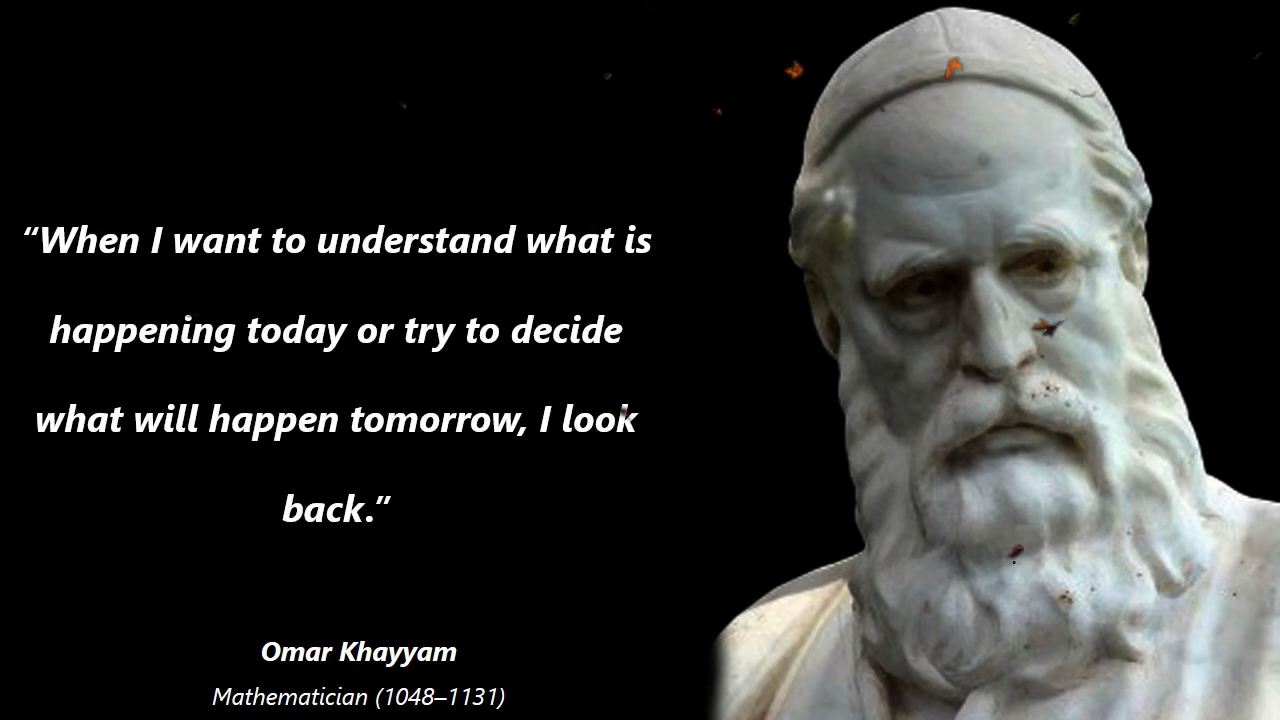 “When I want to understand what is
happening today or try to decide
what will happen tomorrow, I look
back.”
Omar Khayyam
Mathematician (1048–1131)